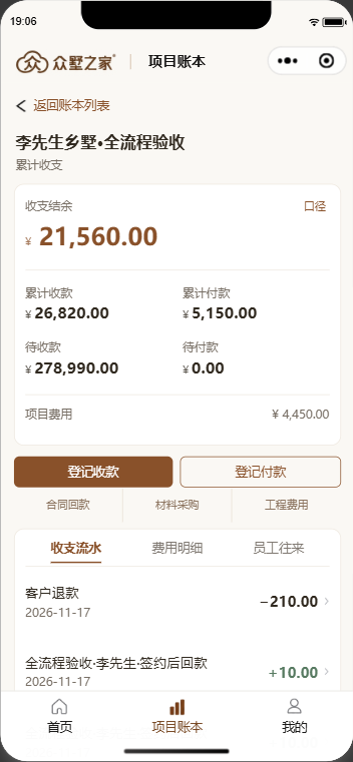 19:06
众墅之家
项目账本
返回账本列表
李先生乡墅•全流程验收
累计收支
收支结余 口径
¥ 21,560.00
累计收款 累计付款
¥ 26,820.00 ¥ 5,150.00
待收款 待付款
¥ 278,990.00 ¥ 0.00
项目费用 ¥ 4,450.00
登记收款 登记付款
合同回款 材料采购 工程费用
收支流水 费用明细 员工往来
客户退款
2026-11-17
−210.00
全流程验收·李先生·签约后回款
2026-11-17
+10.00
首页 项目账本 我的